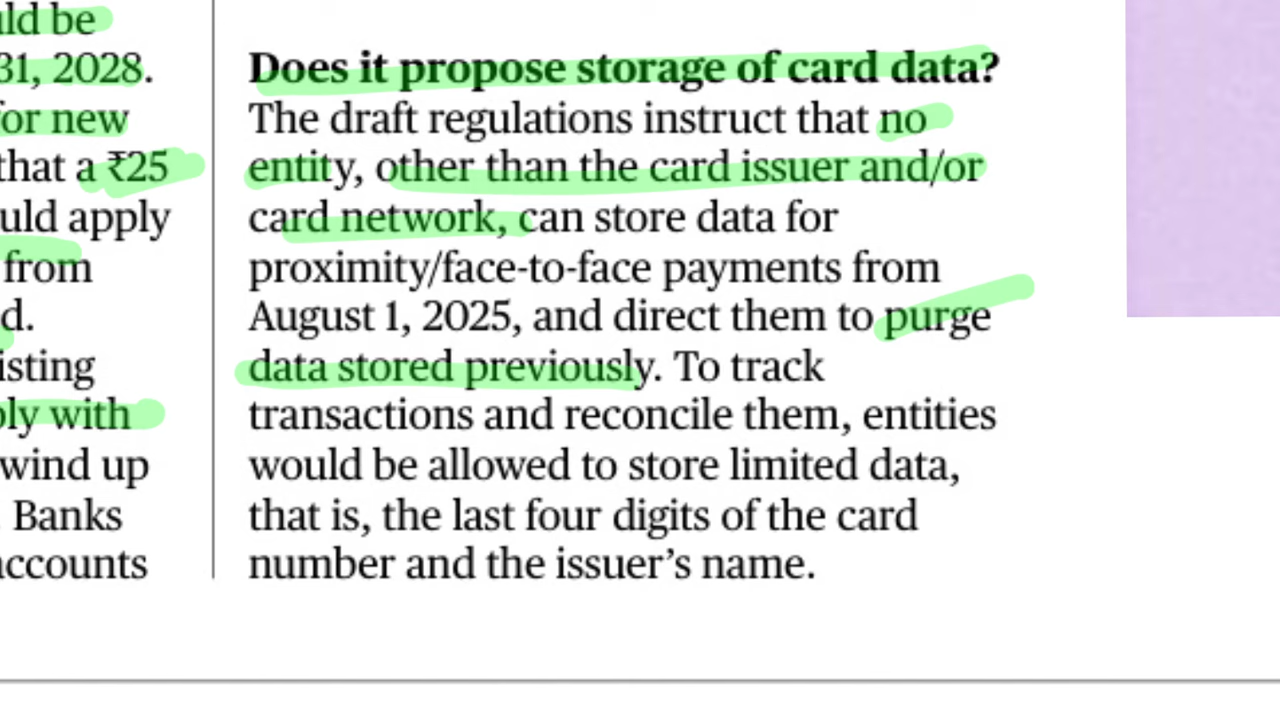 be
31, 2028.
for new
that a ₹25
apply
from
d.
with
wind up
Banks
accounts
Does it propose storage of card data?
The draft regulations instruct that no
entity, other than the card issuer and/or
card network, can store data for
proximity/face-to-face payments from
August 1, 2025, and direct them to purge
data stored previously. To track
transactions and reconcile them, entities
would be allowed to store limited data,
that is, the last four digits of the card
number and the issuer’s name.